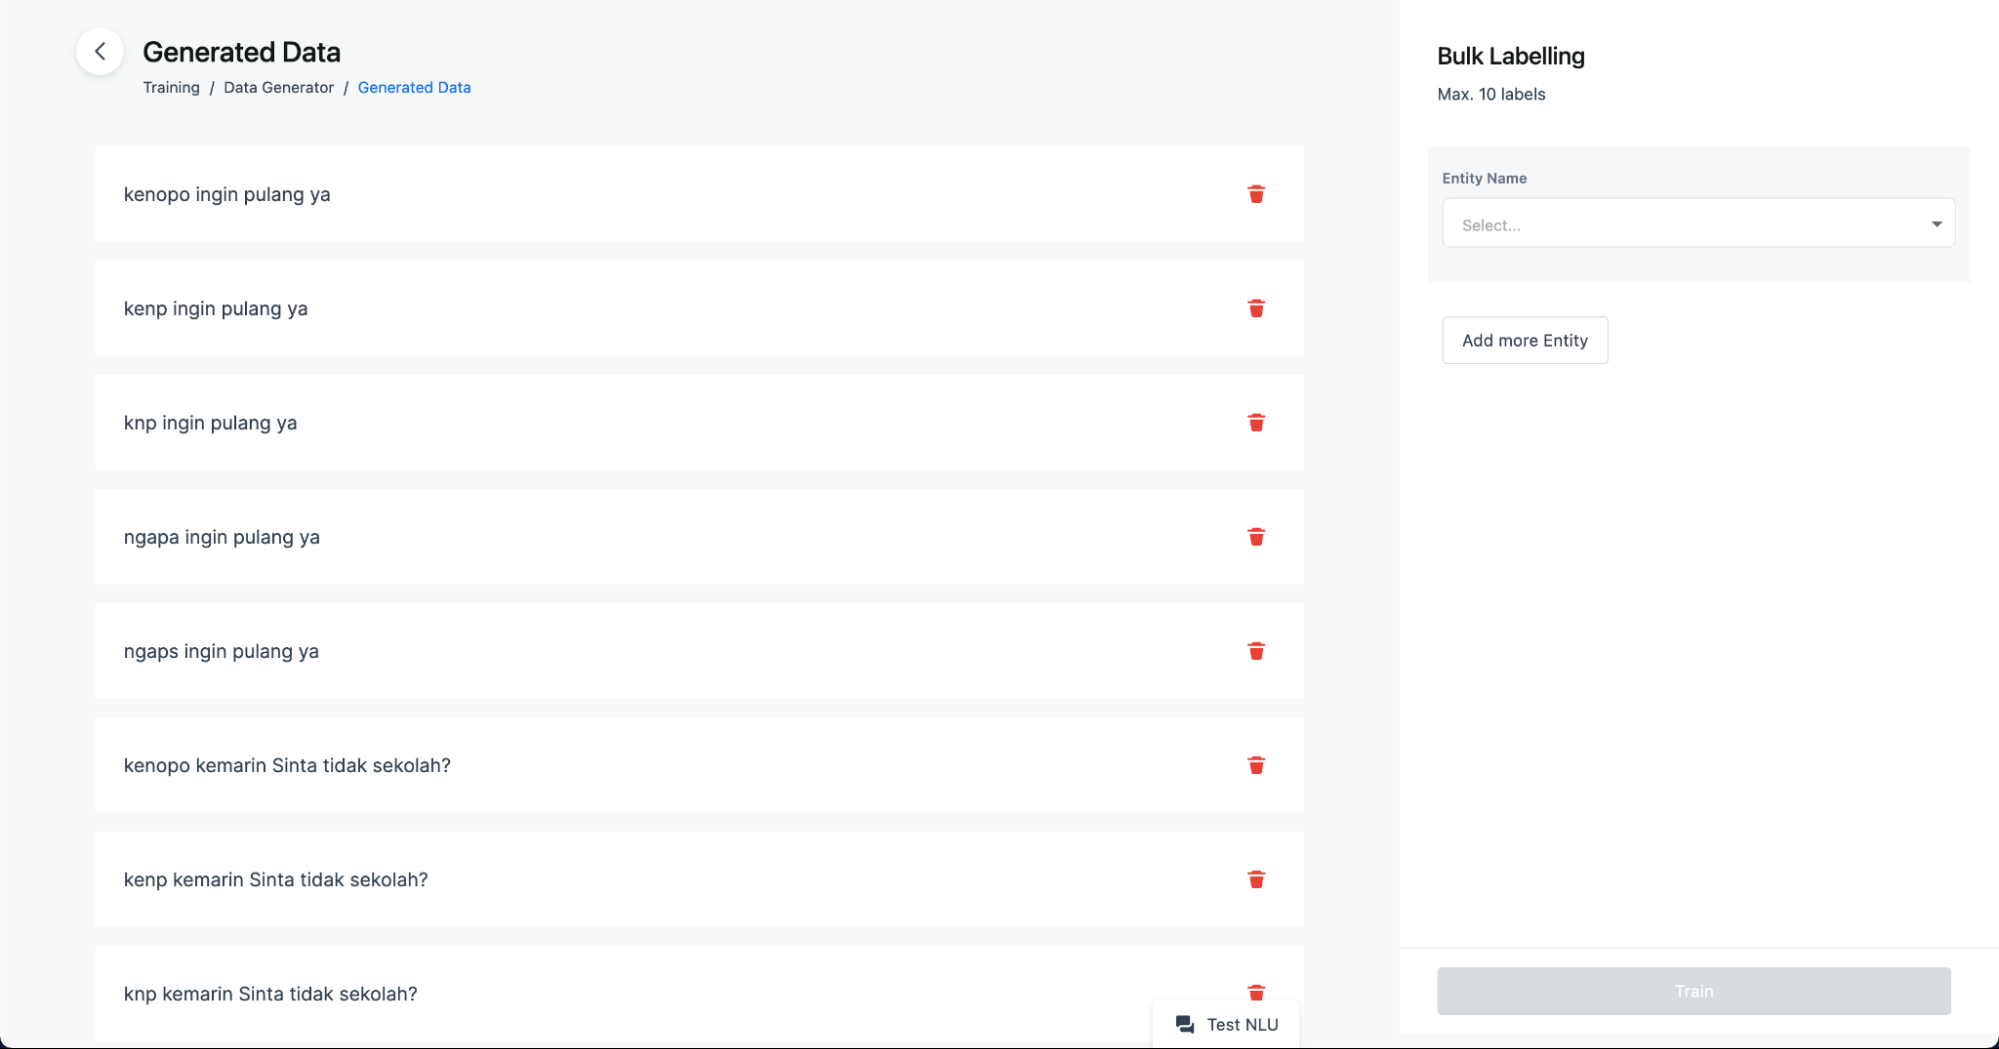 Generated Data
Training / Data Generator / Generated Data
kenopo ingin pulang ya
kenp ingin pulang ya
knp ingin pulang ya
ngapa ingin pulang ya
ngaps ingin pulang ya
kenopo kemarin Sinta tidak sekolah?
kenp kemarin Sinta tidak sekolah?
knp kemarin Sinta tidak sekolah?
Test NLU
Bulk Labelling
Max. 10 labels
Entity Name
Select...
Add more Entity
Train